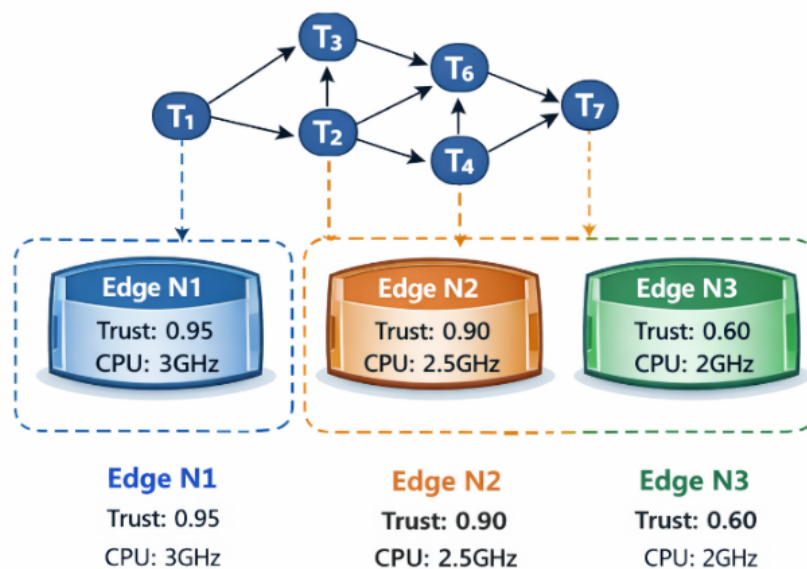 T₃
T₆
T₁
T₇
T₂
T₄
Edge N1
Trust: 0.95
CPU: 3GHz
Edge N2
Trust: 0.90
CPU: 2.5GHz
Edge N3
Trust: 0.60
CPU: 2GHz
Edge N1
Trust: 0.95
CPU: 3GHz
Edge N2
Trust: 0.90
CPU: 2.5GHz
Edge N3
Trust: 0.60
CPU: 2GHz